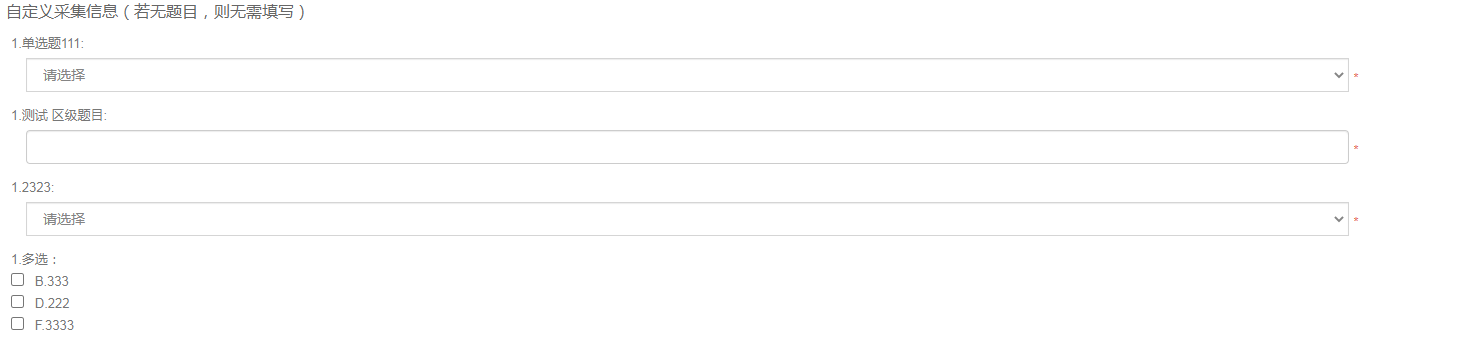 自定义采集信息（若无题目，则无需填写）
1.单选题111:
请选择 *
1.测试 区级题目:
*
1.2323:
请选择 *
1.多选：
B.333
D.222
F.3333